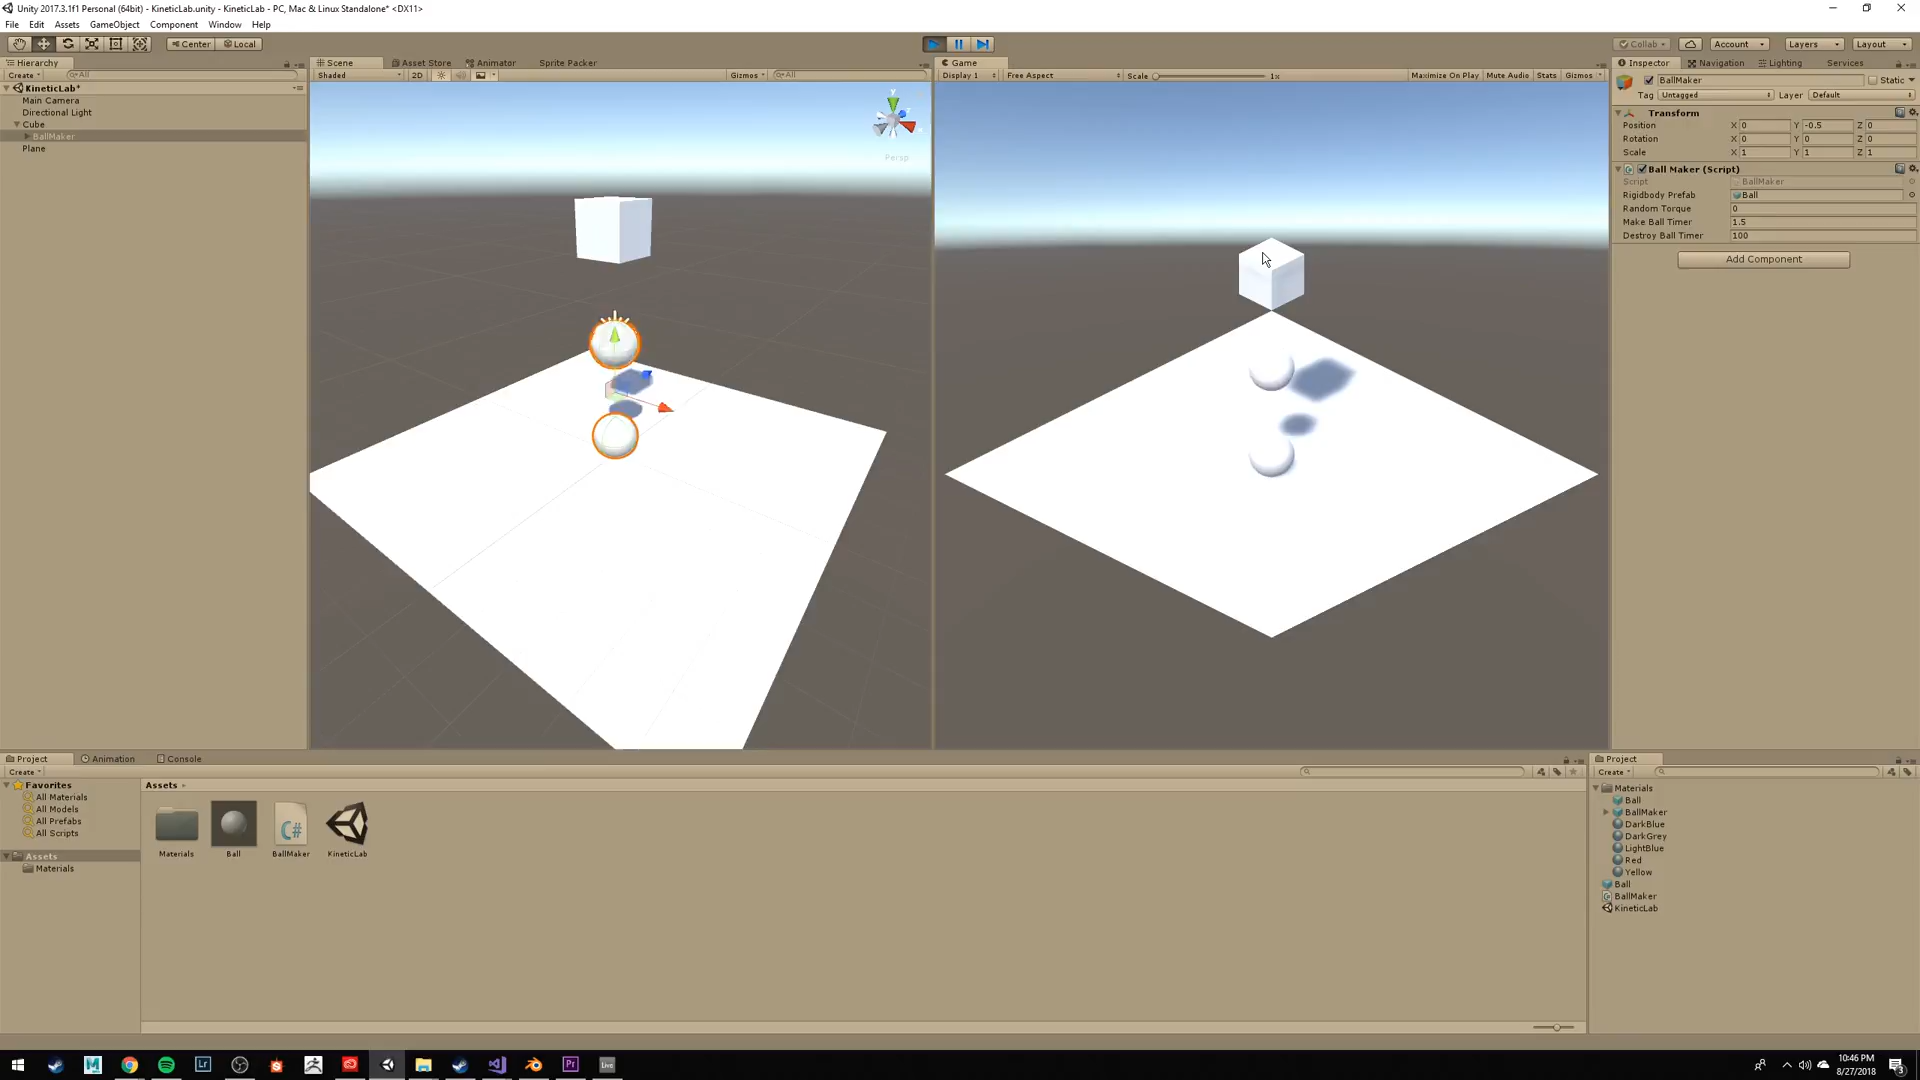 Unity 2017.3.1f1 Personal (64bit) - KineticLab.unity - KineticLab - PC, Mac & Linux Standalone* <DX11>
File Edit Assets GameObject Component Window Help
Center Local Collab Account Layers Layout
Hierarchy
Create All
KineticLab*
Main Camera
Directional Light
Cube
BallMaker
Plane
Scene Asset Store Animator Sprite Packer
Shaded 2D Gizmos All
y
Persp
Game
Display 1 Free Aspect Scale 1x Maximize On Play Mute Audio Stats Gizmos
Inspector Navigation Lighting Services
BallMaker Static
Tag Untagged Layer Default
Transform
Position X 0 Y -0.5 Z 0
Rotation X 0 Y 0 Z 0
Scale X 1 Y 1 Z 1
Ball Maker (Script)
Script BallMaker
Rigidbody Prefab Ball
Random Torque 0
Make Ball Timer 1.5
Destroy Ball Timer 100
Add Component
Project Animation Console
Create
Favorites
All Materials
All Models
All Prefabs
All Scripts
Assets
Materials
Assets
Materials Ball BallMaker KineticLab
C#
Project
Create
Materials
Ball
BallMaker
DarkBlue
DarkGrey
LightBlue
Red
Yellow
Ball
BallMaker
KineticLab
Lr Pr Live
10:46 PM
8/27/2018
3